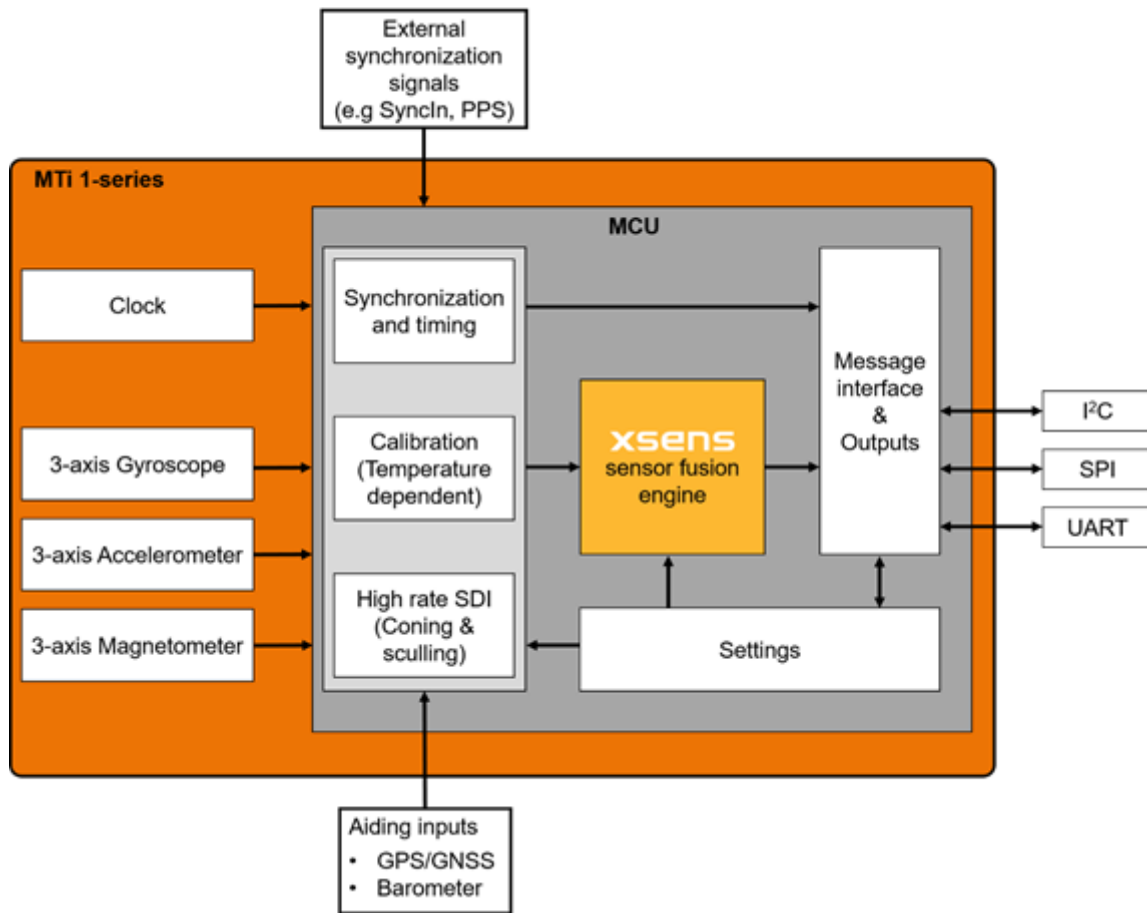 External
synchronization
signals
(e.g SyncIn, PPS)
MTi 1-series
MCU
Clock
Synchronization
and timing
Message
interface
&
Outputs
3-axis Gyroscope
Calibration
(Temperature
dependent)
xsens
sensor fusion
engine
I²C
SPI
UART
3-axis Accelerometer
3-axis Magnetometer
High rate SDI
(Coning &
sculling)
Settings
Aiding inputs
• GPS/GNSS
• Barometer